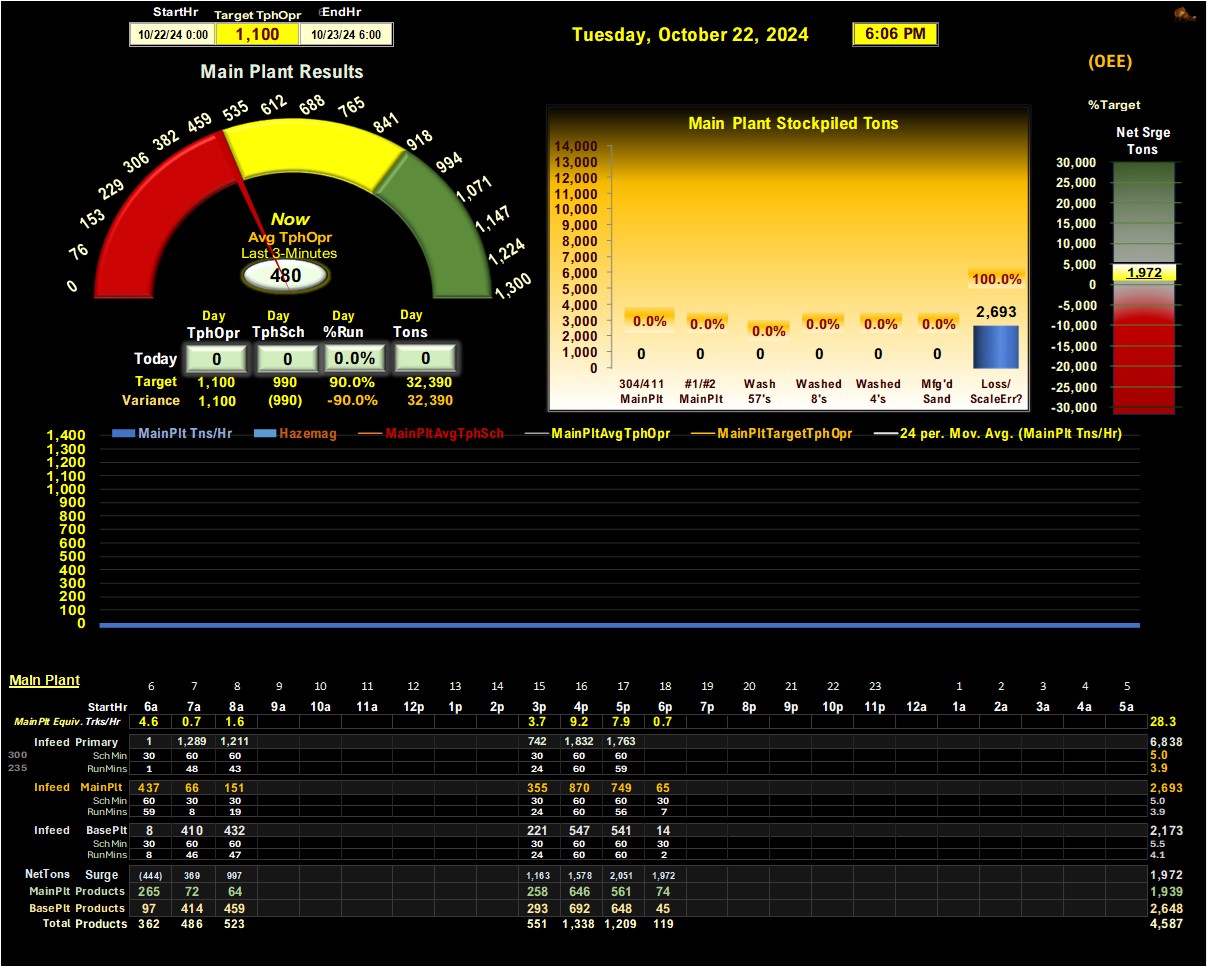 StartHr Target TphOpr EndHr
10/22/24 0:00 1,100 10/23/24 6:00
Tuesday, October 22, 2024 6:06 PM
(OEE)
Main Plant Results
0 76 153 229 306 382 459 535 612 688 765 841 918 994 1,071 1,147 1,224 1,300
Now
Avg TphOpr
Last 3-Minutes
480
Day Day Day Day
TphOpr TphSch %Run Tons
Today 0 0 0.0% 0
Target 1,100 990 90.0% 32,390
Variance 1,100 (990) -90.0% 32,390
Main Plant Stockpiled Tons
14,000
13,000
12,000
11,000
10,000
9,000
8,000
7,000
6,000
5,000
4,000
3,000
2,000
1,000
0
100.0%
2,693
0.0% 0.0% 0.0% 0.0% 0.0% 0.0%
0 0 0 0 0 0
304/411 #1/#2 Wash Washed Washed Mfg'd Loss/
MainPlt MainPlt 57's 8's 4's Sand ScaleErr?
%Target
Net Srge
Tons
30,000
25,000
20,000
15,000
10,000
5,000
1,972
0
-5,000
-10,000
-15,000
-20,000
-25,000
-30,000
MainPlt Tns/Hr Hazemag MainPltAvgTphSch MainPltAvgTphOpr MainPltTargetTphOpr 24 per. Mov. Avg. (MainPlt Tns/Hr)
1,400
1,300
1,200
1,100
1,000
900
800
700
600
500
400
300
200
100
0
Main Plant 6 7 8 9 10 11 12 13 14 15 16 17 18 19 20 21 22 23 1 2 3 4 5
StartHr 6a 7a 8a 9a 10a 11a 12p 1p 2p 3p 4p 5p 6p 7p 8p 9p 10p 11p 12a 1a 2a 3a 4a 5a
MainPlt Equiv. Trks/Hr 4.6 0.7 1.6 3.7 9.2 7.9 0.7 28.3
Infeed Primary 1 1,289 1,211 742 1,832 1,763 6,838
300 SchMin 30 60 60 30 60 60 5.0
235 RunMins 1 48 43 24 60 59 3.9
Infeed MainPlt 437 66 151 355 870 749 65 2,693
SchMin 60 30 30 30 60 60 30 5.0
RunMins 59 8 19 24 60 56 7 3.9
Infeed BasePlt 8 410 432 221 547 541 14 2,173
SchMin 30 60 60 30 60 60 30 5.5
RunMins 8 46 47 24 60 60 2 4.1
NetTons Surge (444) 369 997 1,163 1,578 2,051 1,972 1,972
MainPlt Products 265 72 64 258 646 561 74 1,939
BasePlt Products 97 414 459 293 692 648 45 2,648
Total Products 362 486 523 551 1,338 1,209 119 4,587